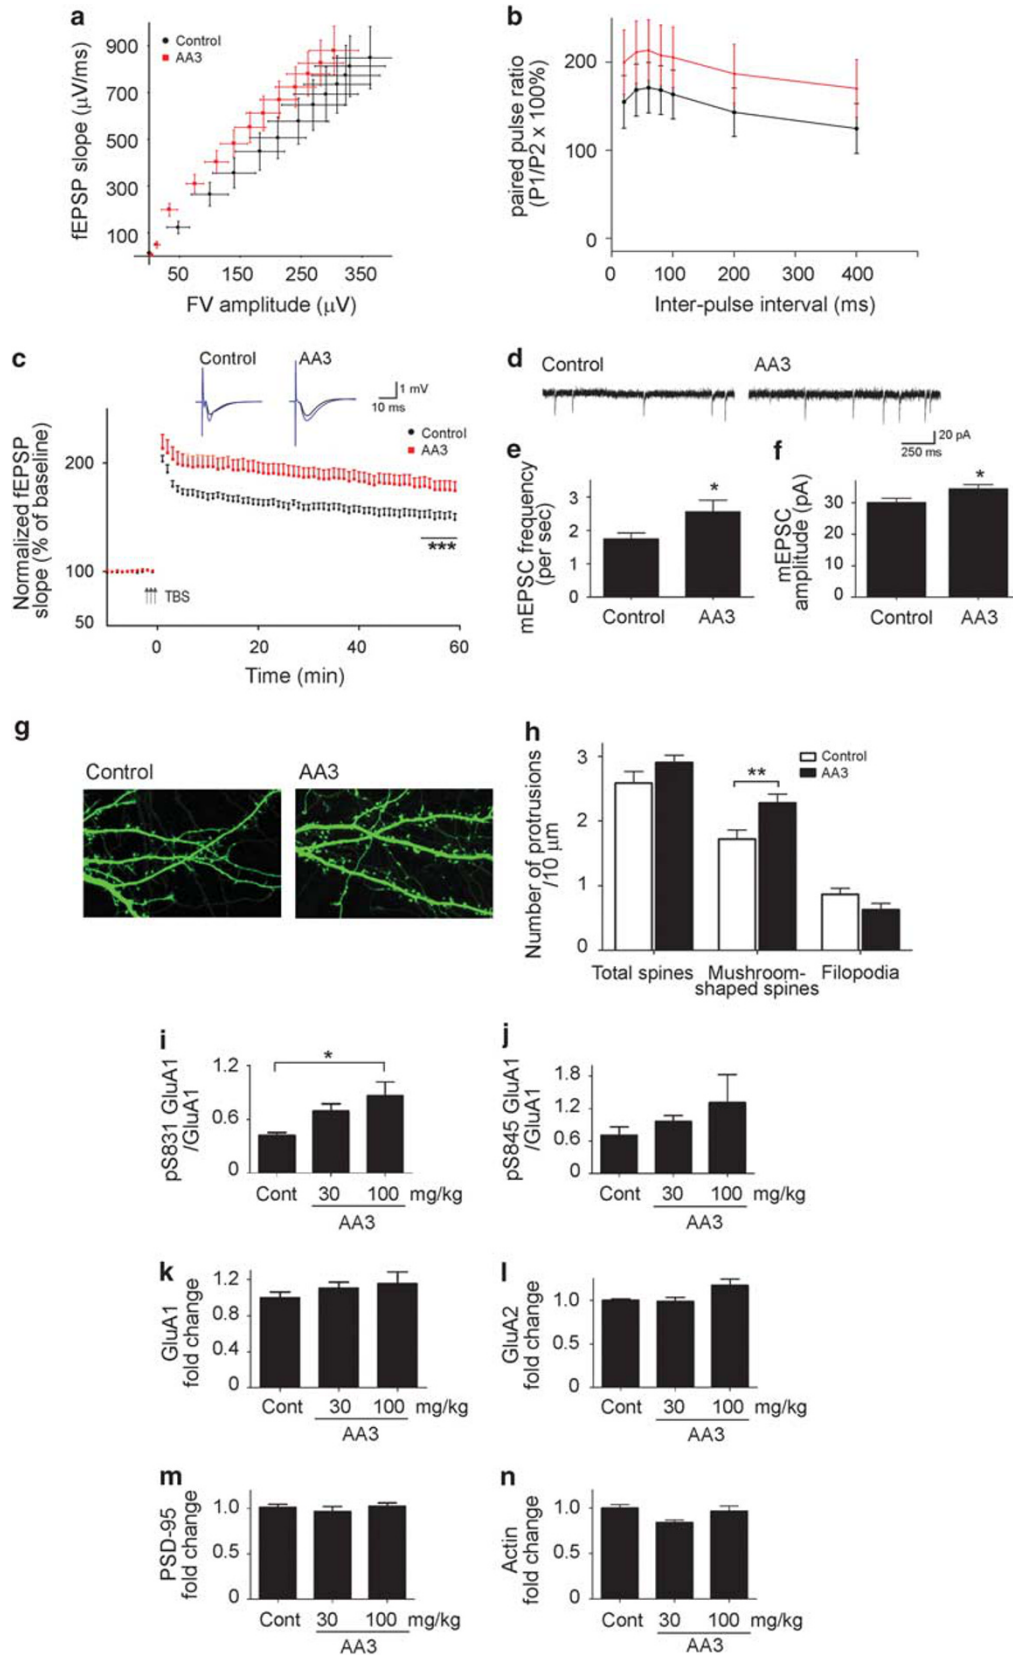 a
fEPSP slope (µV/ms)
900
700
500
300
100
Control
AA3
50 150 250 350
FV amplitude (µV)
b
paired pulse ratio
(P1/P2 x 100%)
200
100
0
0 100 200 300 400
Inter-pulse interval (ms)
c
Control AA3
1 mV
10 ms
Control
AA3
Normalized fEPSP
slope (% of baseline)
200
100
50
***
TBS
0 20 40 60
Time (min)
d
Control AA3
20 pA
250 ms
e
mEPSC frequency
(per sec)
3
2
1
0
*
Control AA3
f
mEPSC
amplitude (pA)
30
20
10
0
*
Control AA3
g
Control AA3
h
Number of protrusions
/10 µm
3
2
1
0
Control
AA3
**
Total spines Mushroom-
shaped spines Filopodia
i
pS831 GluA1
/GluA1
1.2
0.6
0
*
Cont 30 100 mg/kg
AA3
j
pS845 GluA1
/GluA1
1.8
1.2
0.6
0
Cont 30 100 mg/kg
AA3
k
GluA1
fold change
1.2
0.8
0.4
0
Cont 30 100 mg/kg
AA3
l
GluA2
fold change
1.0
0.5
0
Cont 30 100 mg/kg
AA3
m
PSD-95
fold change
1.0
0.5
0
Cont 30 100 mg/kg
AA3
n
Actin
fold change
1.0
0.5
0
Cont 30 100 mg/kg
AA3